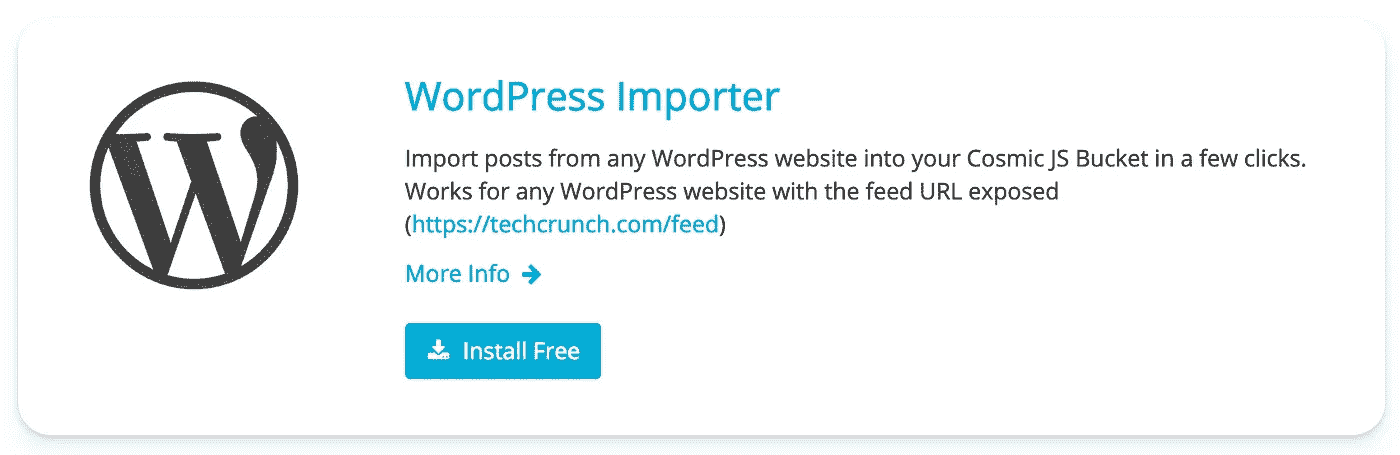 WordPress Importer
Import posts from any WordPress website into your Cosmic JS Bucket in a few clicks.
Works for any WordPress website with the feed URL exposed
(https://techcrunch.com/feed)
More Info
Install Free